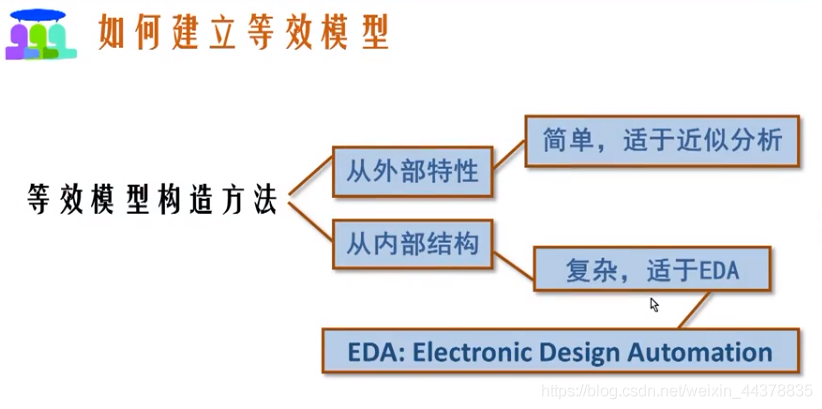 如何建立等效模型
简单，适于近似分析
从外部特性
等效模型构造方法
从内部结构
复杂，适于EDA
EDA: Electronic Design Automation
https://blog.csdn.net/weixin_44378835